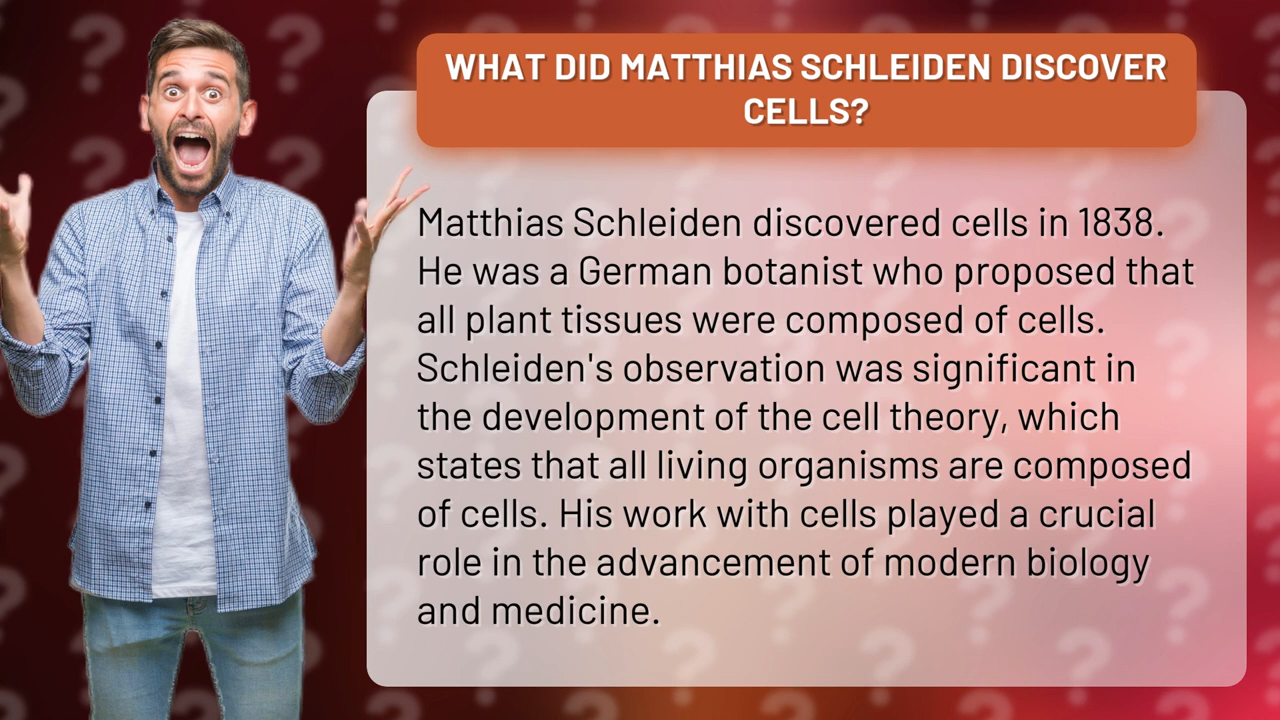 WHAT DID MATTHIAS SCHLEIDEN DISCOVER
CELLS?
Matthias Schleiden discovered cells in 1838.
He was a German botanist who proposed that
all plant tissues were composed of cells.
Schleiden's observation was significant in
the development of the cell theory, which
states that all living organisms are composed
of cells. His work with cells played a crucial
role in the advancement of modern biology
and medicine.